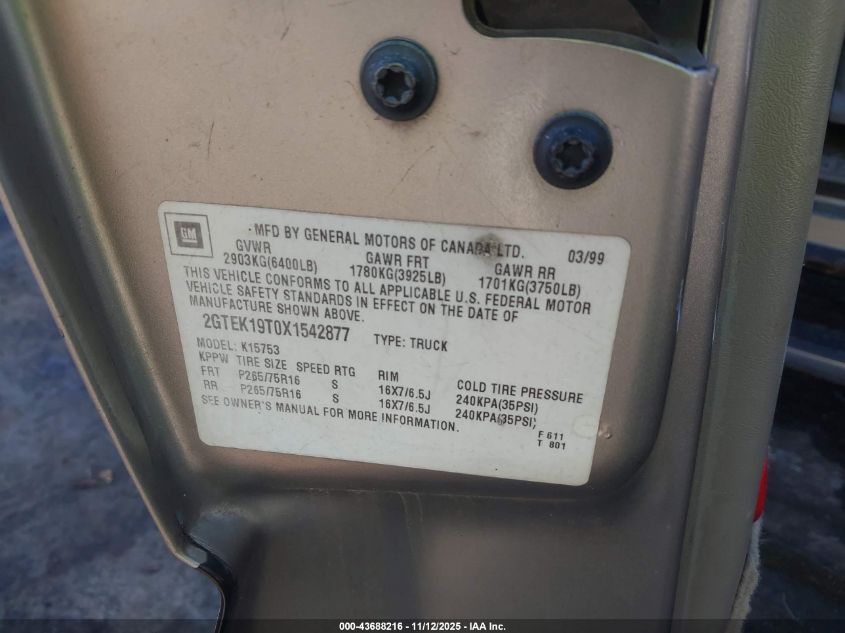 GM
MFD BY GENERAL MOTORS OF CANADA LTD. 03/99
GVWR GAWR FRT GAWR RR
2903KG(6400LB) 1780KG(3925LB) 1701KG(3750LB)
THIS VEHICLE CONFORMS TO ALL APPLICABLE U.S. FEDERAL MOTOR
VEHICLE SAFETY STANDARDS IN EFFECT ON THE DATE OF
MANUFACTURE SHOWN ABOVE.
2GTEK19T0X1542877 TYPE: TRUCK
MODEL: K15753
KPPW TIRE SIZE SPEED RTG RIM COLD TIRE PRESSURE
FRT P265/75R16 S 16X7/6.5J 240KPA(35PSI)
RR P265/75R16 S 16X7/6.5J 240KPA(35PSI)
SEE OWNER'S MANUAL FOR MORE INFORMATION.
F 611
T 801
000-43688216 - 11/12/2025 - IAA Inc.